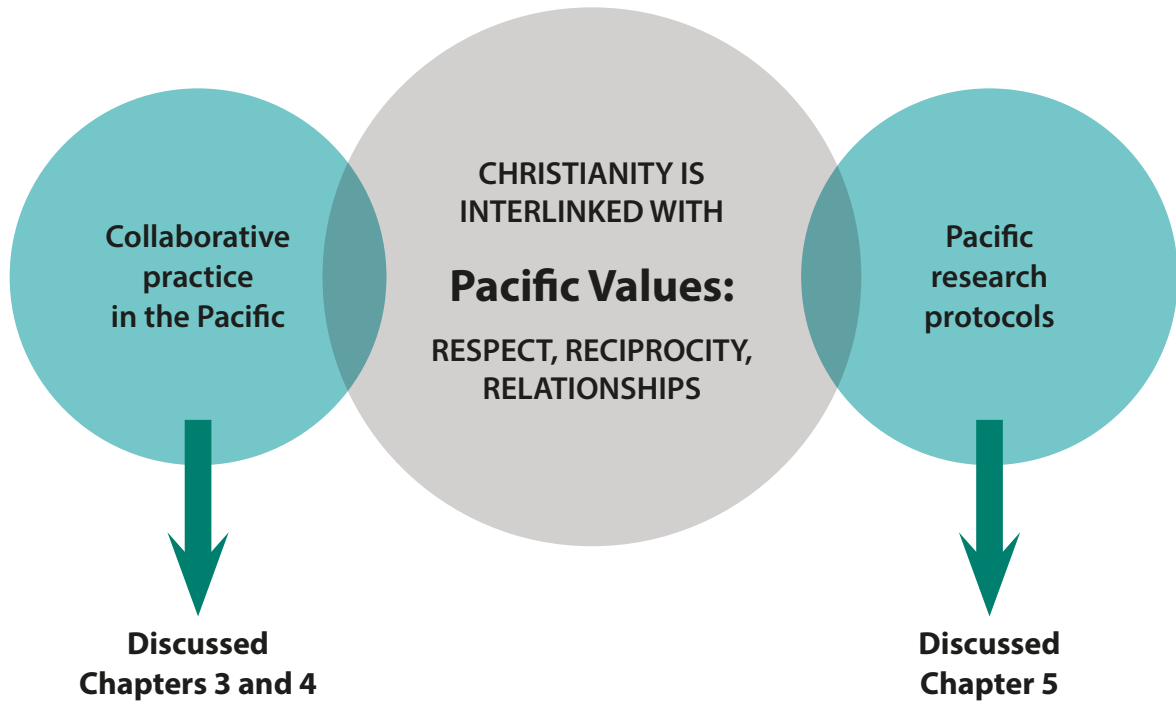 Collaborative
practice
in the Pacific
CHRISTIANITY IS
INTERLINKED WITH
Pacific Values:
RESPECT, RECIPROCITY,
RELATIONSHIPS
Pacific
research
protocols
Discussed
Chapters 3 and 4
Discussed
Chapter 5